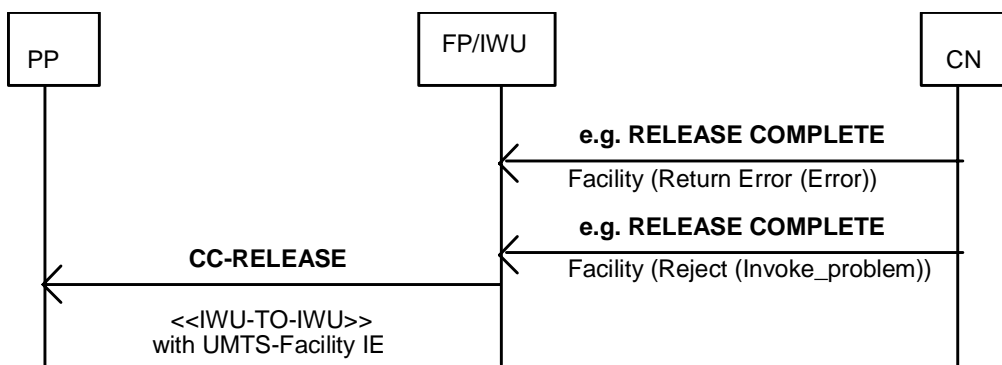 PP
FP/IWU
CN
e.g. RELEASE COMPLETE
Facility (Return Error (Error))
e.g. RELEASE COMPLETE
CC-RELEASE
Facility (Reject (Invoke_problem))
<<IWU-TO-IWU>>
with UMTS-Facility IE